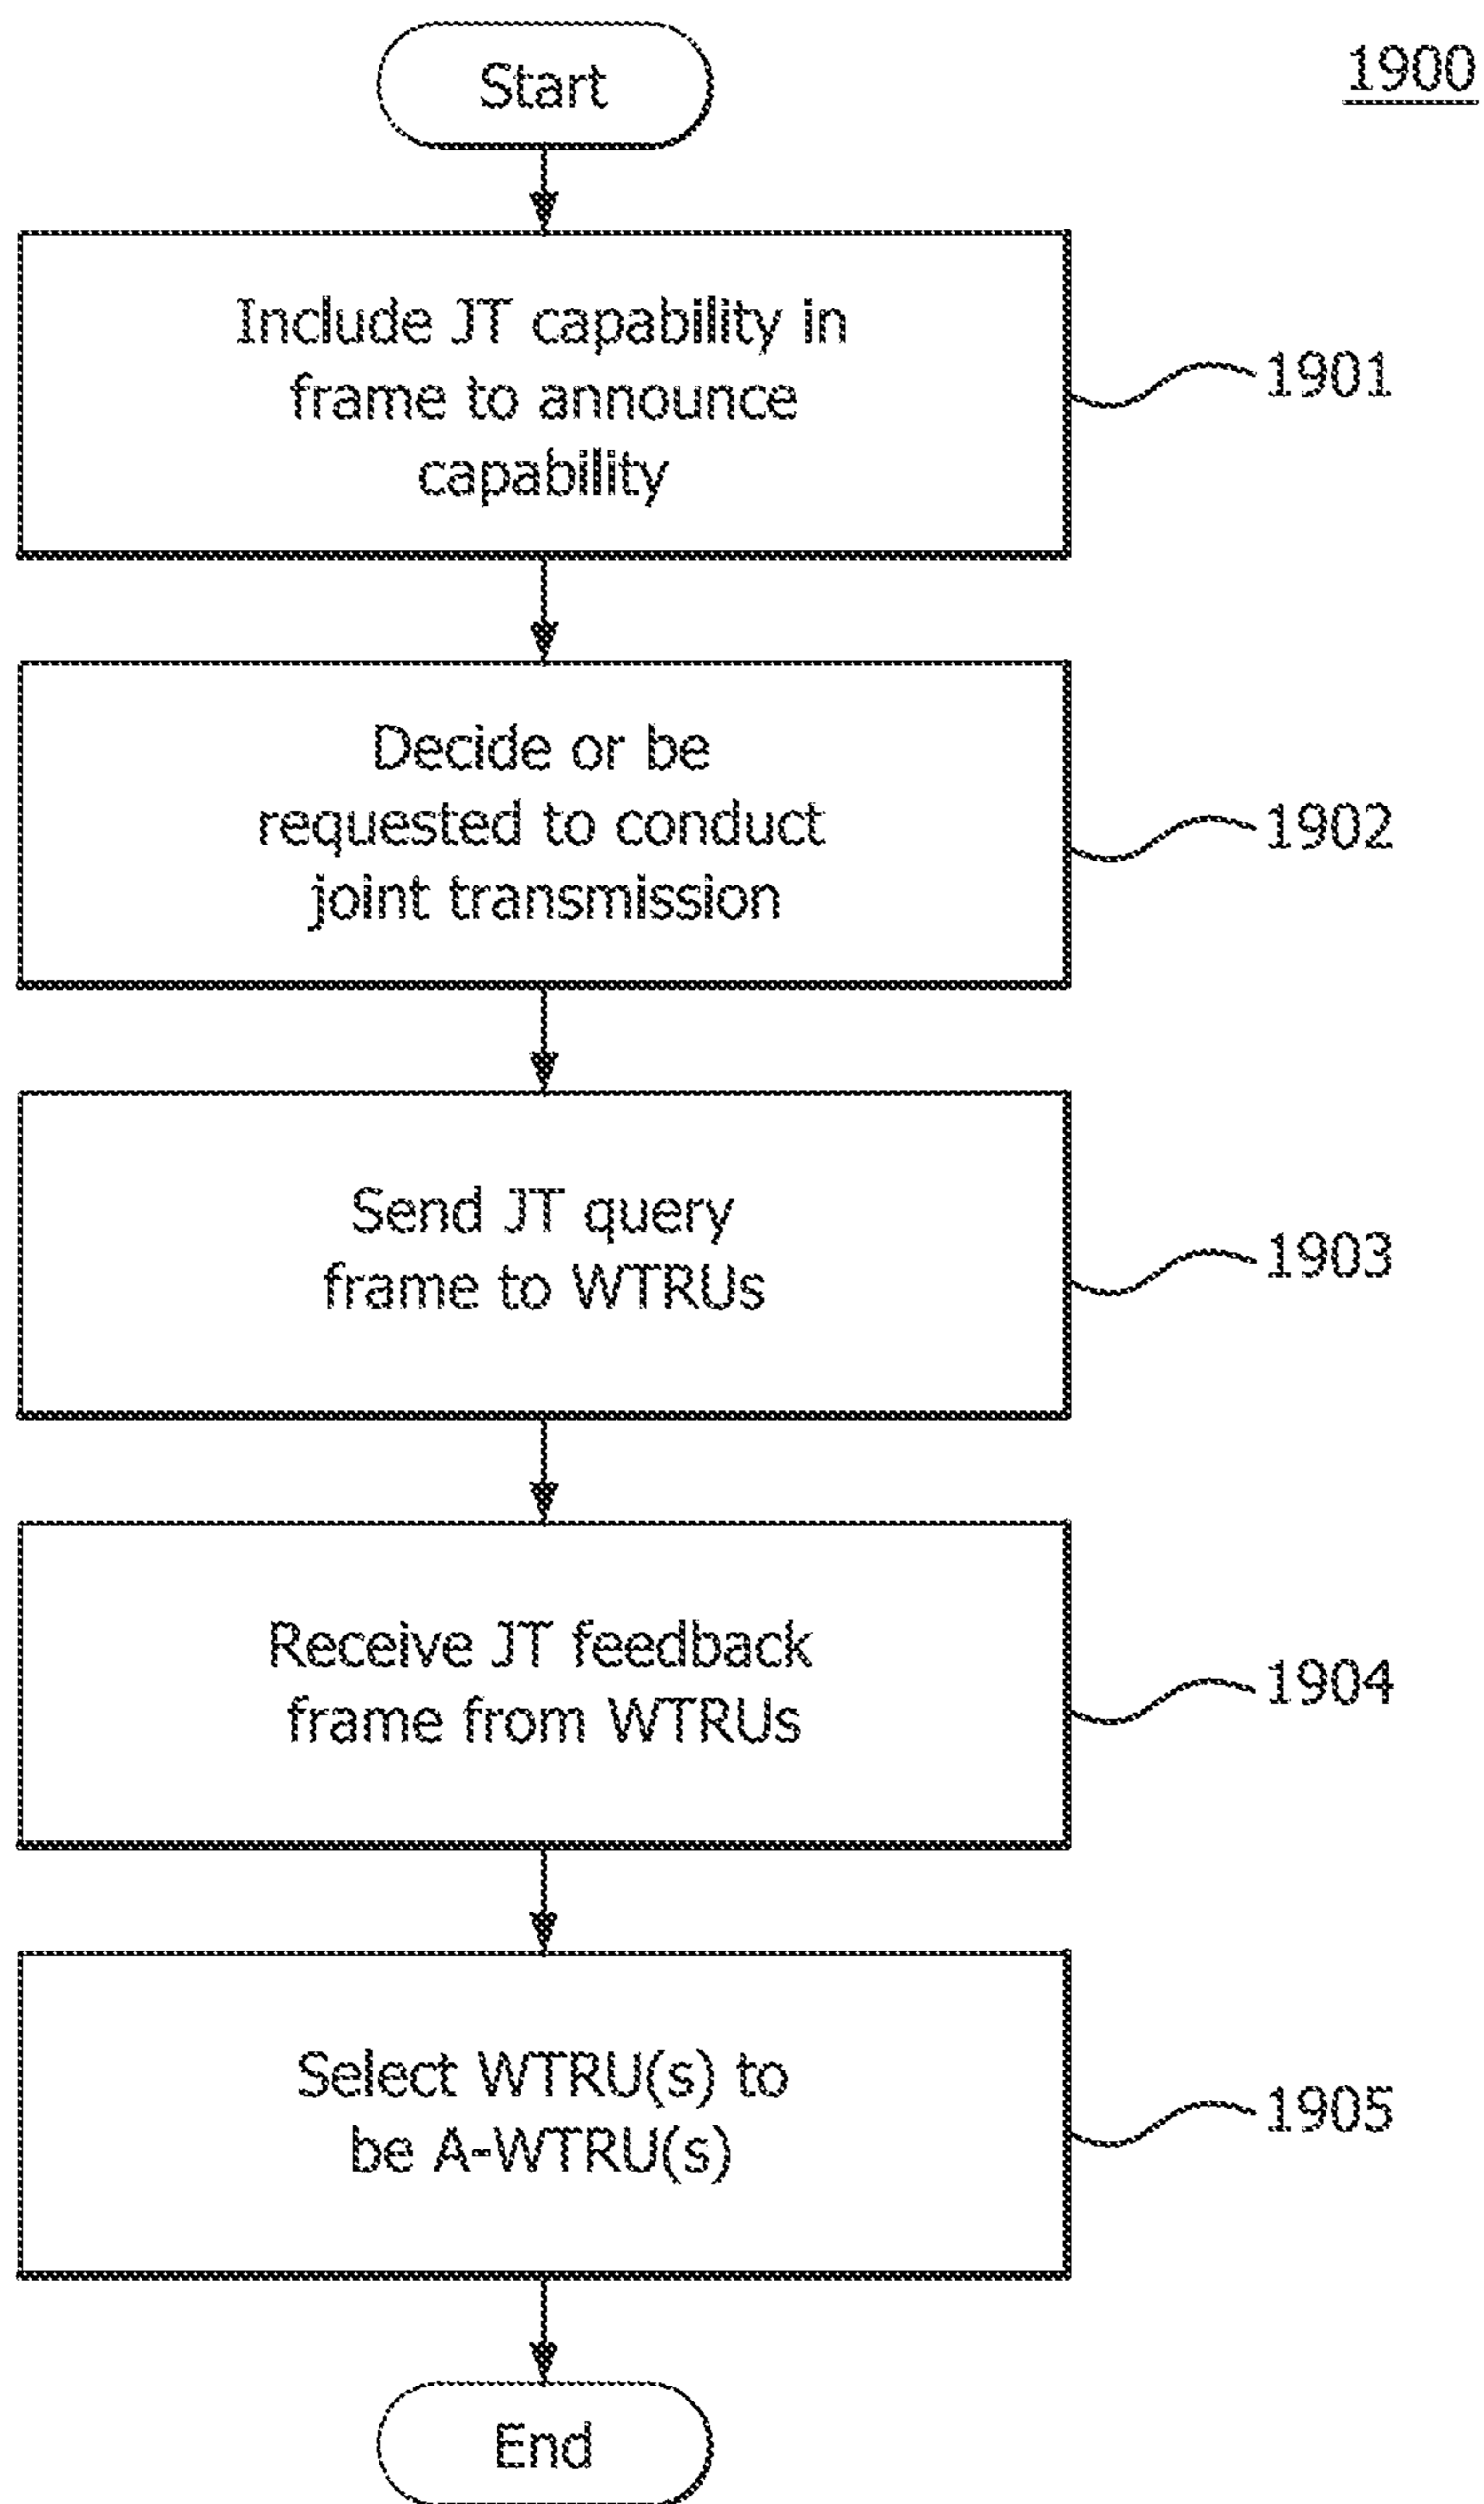 Start
1900
Include JT capability in
frame to announce
capability
1901
Decide or be
requested to conduct
joint transmission
1902
Send JT query
frame to WTRUs
1903
Receive JT feedback
frame from WTRUs
1904
Select WTRU(s) to
be A-WTRU(s)
1905
End